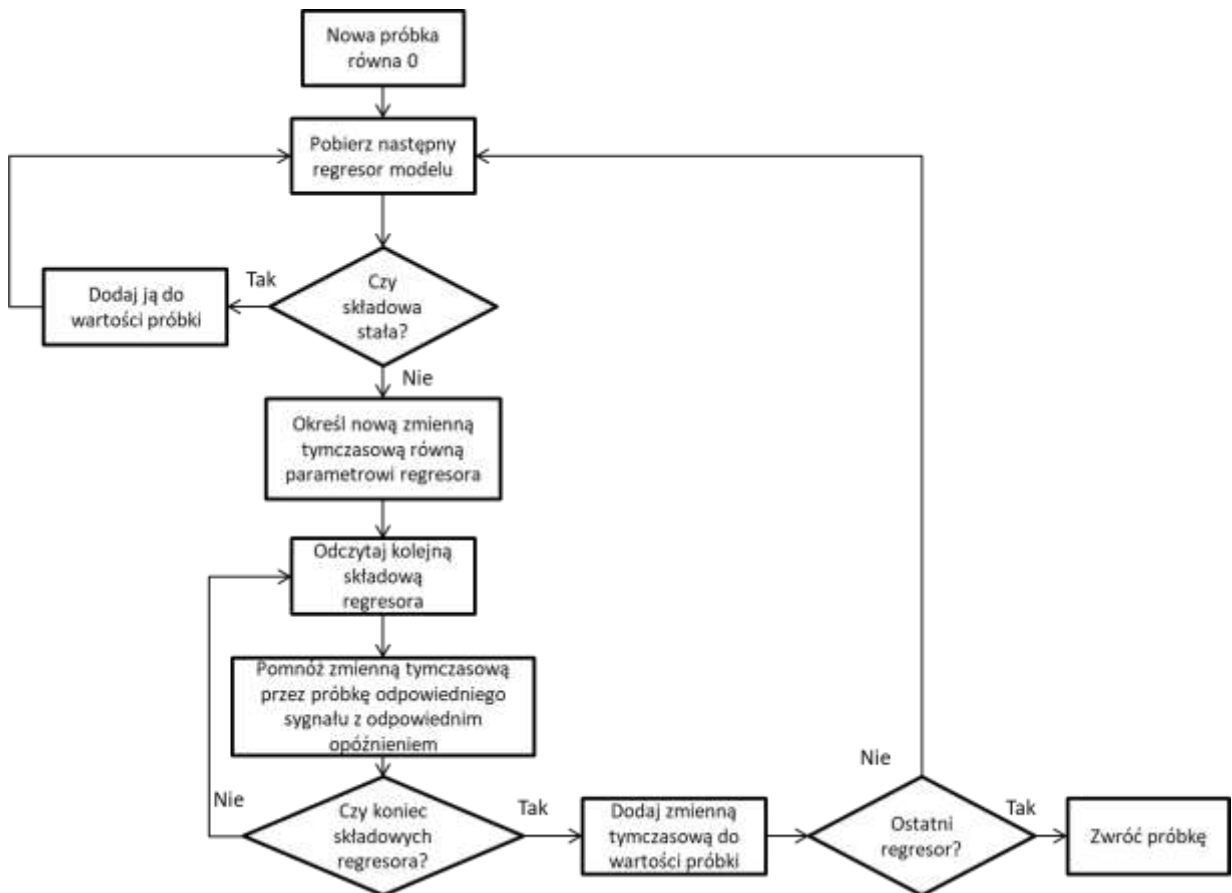 Nowa próbka
równa 0
Pobierz następny
regresor modelu
Tak
Czy
składowa
stała?
Dodaj ją do
wartości próbki
Nie
Określ nową zmienną
tymczasową równą
parametrowi regresora
Odczytaj kolejną
składową
regresora
Pomnóż zmienną tymczasową
przez próbkę odpowiedniego
sygnału z odpowiednim
opóźnieniem
Nie
Czy koniec
składowych
regresora?
Tak
Dodaj zmienną
tymczasową do
wartości próbki
Nie
Ostatni
regresor?
Tak
Zwróć próbkę